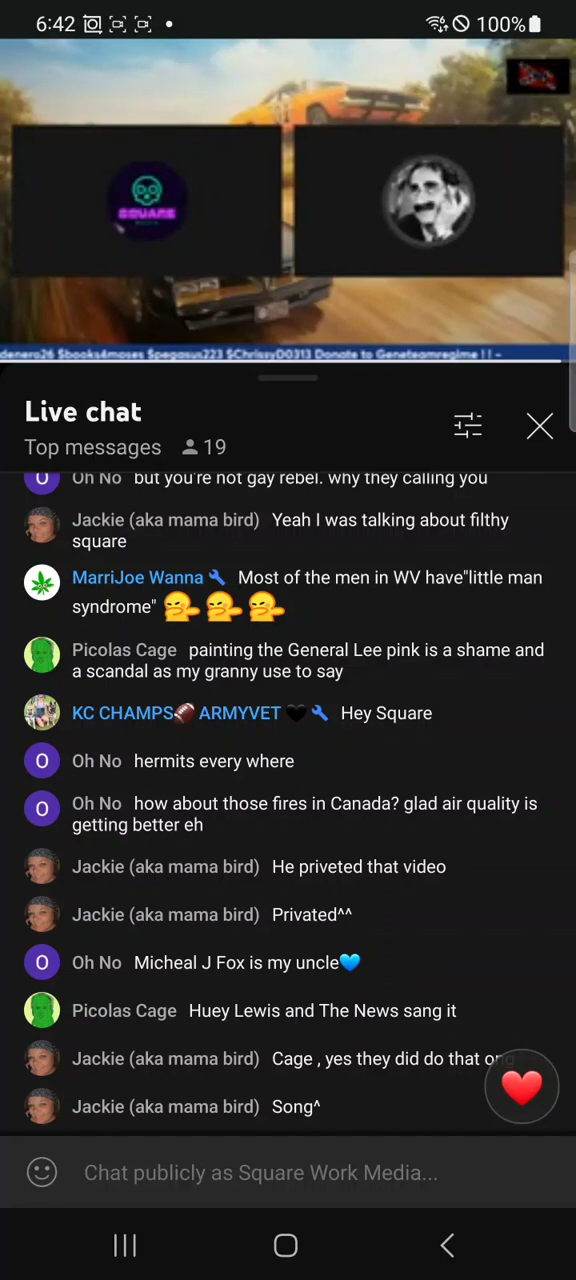 6:42
100%
SQUARE
denero26 $books4moses $pegasus223 $ChrissyD0313 Donate to Geneteamregime ! ! ~
Live chat
Top messages 19
Oh No but you're not gay rebel. why they calling you
Jackie (aka mama bird) Yeah I was talking about filthy
square
MarriJoe Wanna Most of the men in WV have"little man
syndrome"
Picolas Cage painting the General Lee pink is a shame and
a scandal as my granny use to say
KC CHAMPS🏈 ARMYVET 🖤 Hey Square
O Oh No hermits every where
O Oh No how about those fires in Canada? glad air quality is
getting better eh
Jackie (aka mama bird) He priveted that video
Jackie (aka mama bird) Privated^^
O Oh No Micheal J Fox is my uncle💙
Picolas Cage Huey Lewis and The News sang it
Jackie (aka mama bird) Cage , yes they did do that ong
Jackie (aka mama bird) Song^
Chat publicly as Square Work Media...